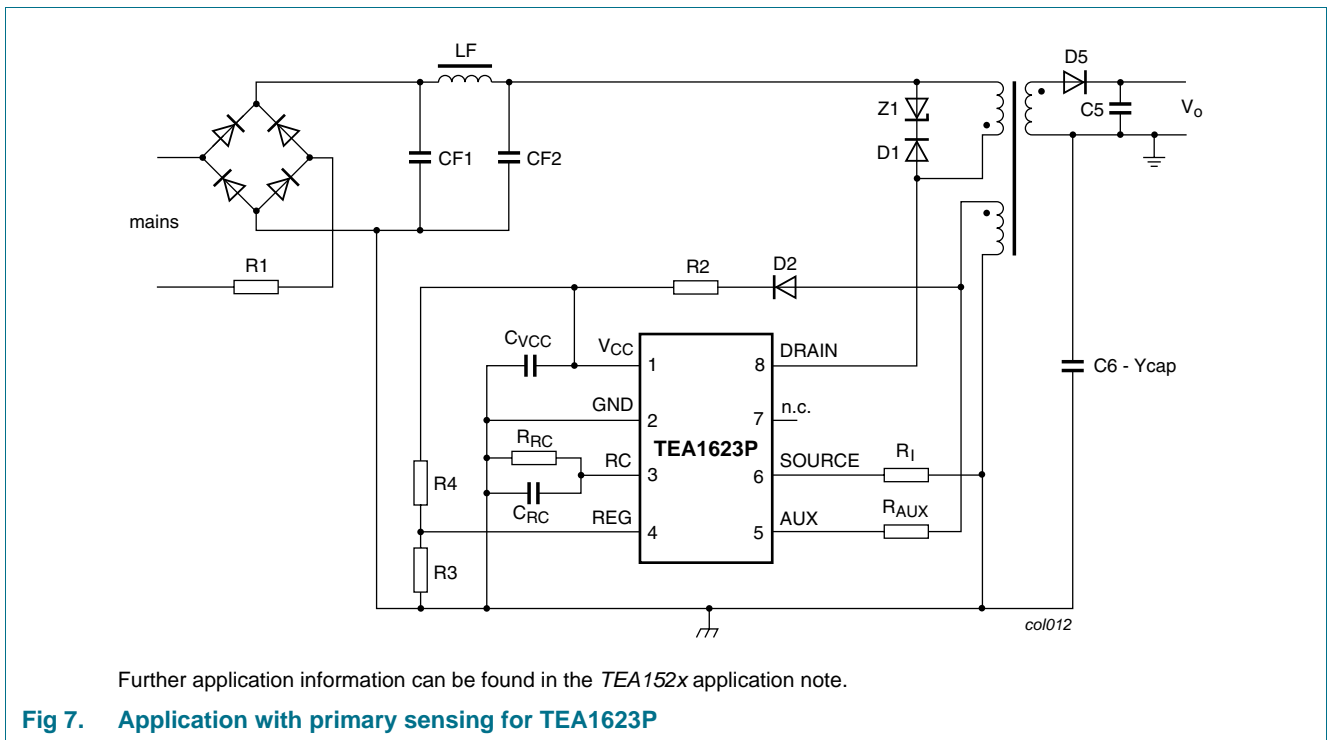 LF
D5
Z1
C5
Vo
D1
CF1
CF2
mains
R1
R2
D2
CVCC
VCC
1
8
DRAIN
C6 - Ycap
GND
2
7
n.c.
RRC
TEA1623P
RC
3
6
SOURCE
RI
R4
CRC
RAUX
REG
4
5
AUX
R3
col012
Further application information can be found in the TEA152x application note.
Fig 7. Application with primary sensing for TEA1623P